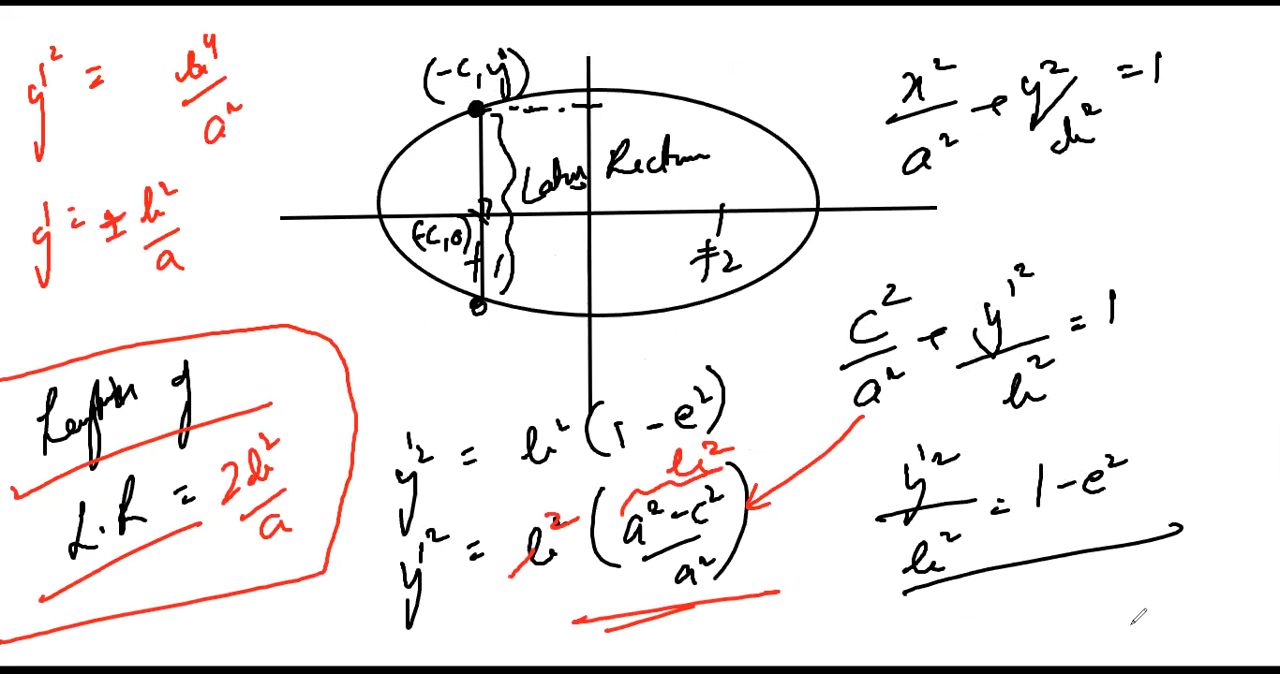 y'² = b⁴/a²
y' = ± b²/a
Length of
L.R = 2b²/a
(-c, y')
Latus Rectum
(-c, 0)
F1
F2
x²/a² + y²/b² = 1
c²/a² + y'²/b² = 1
y'²/b² = 1 - e²
y'² = b² (1 - e²)
b²
y'² = b² (a² - c²/a²)